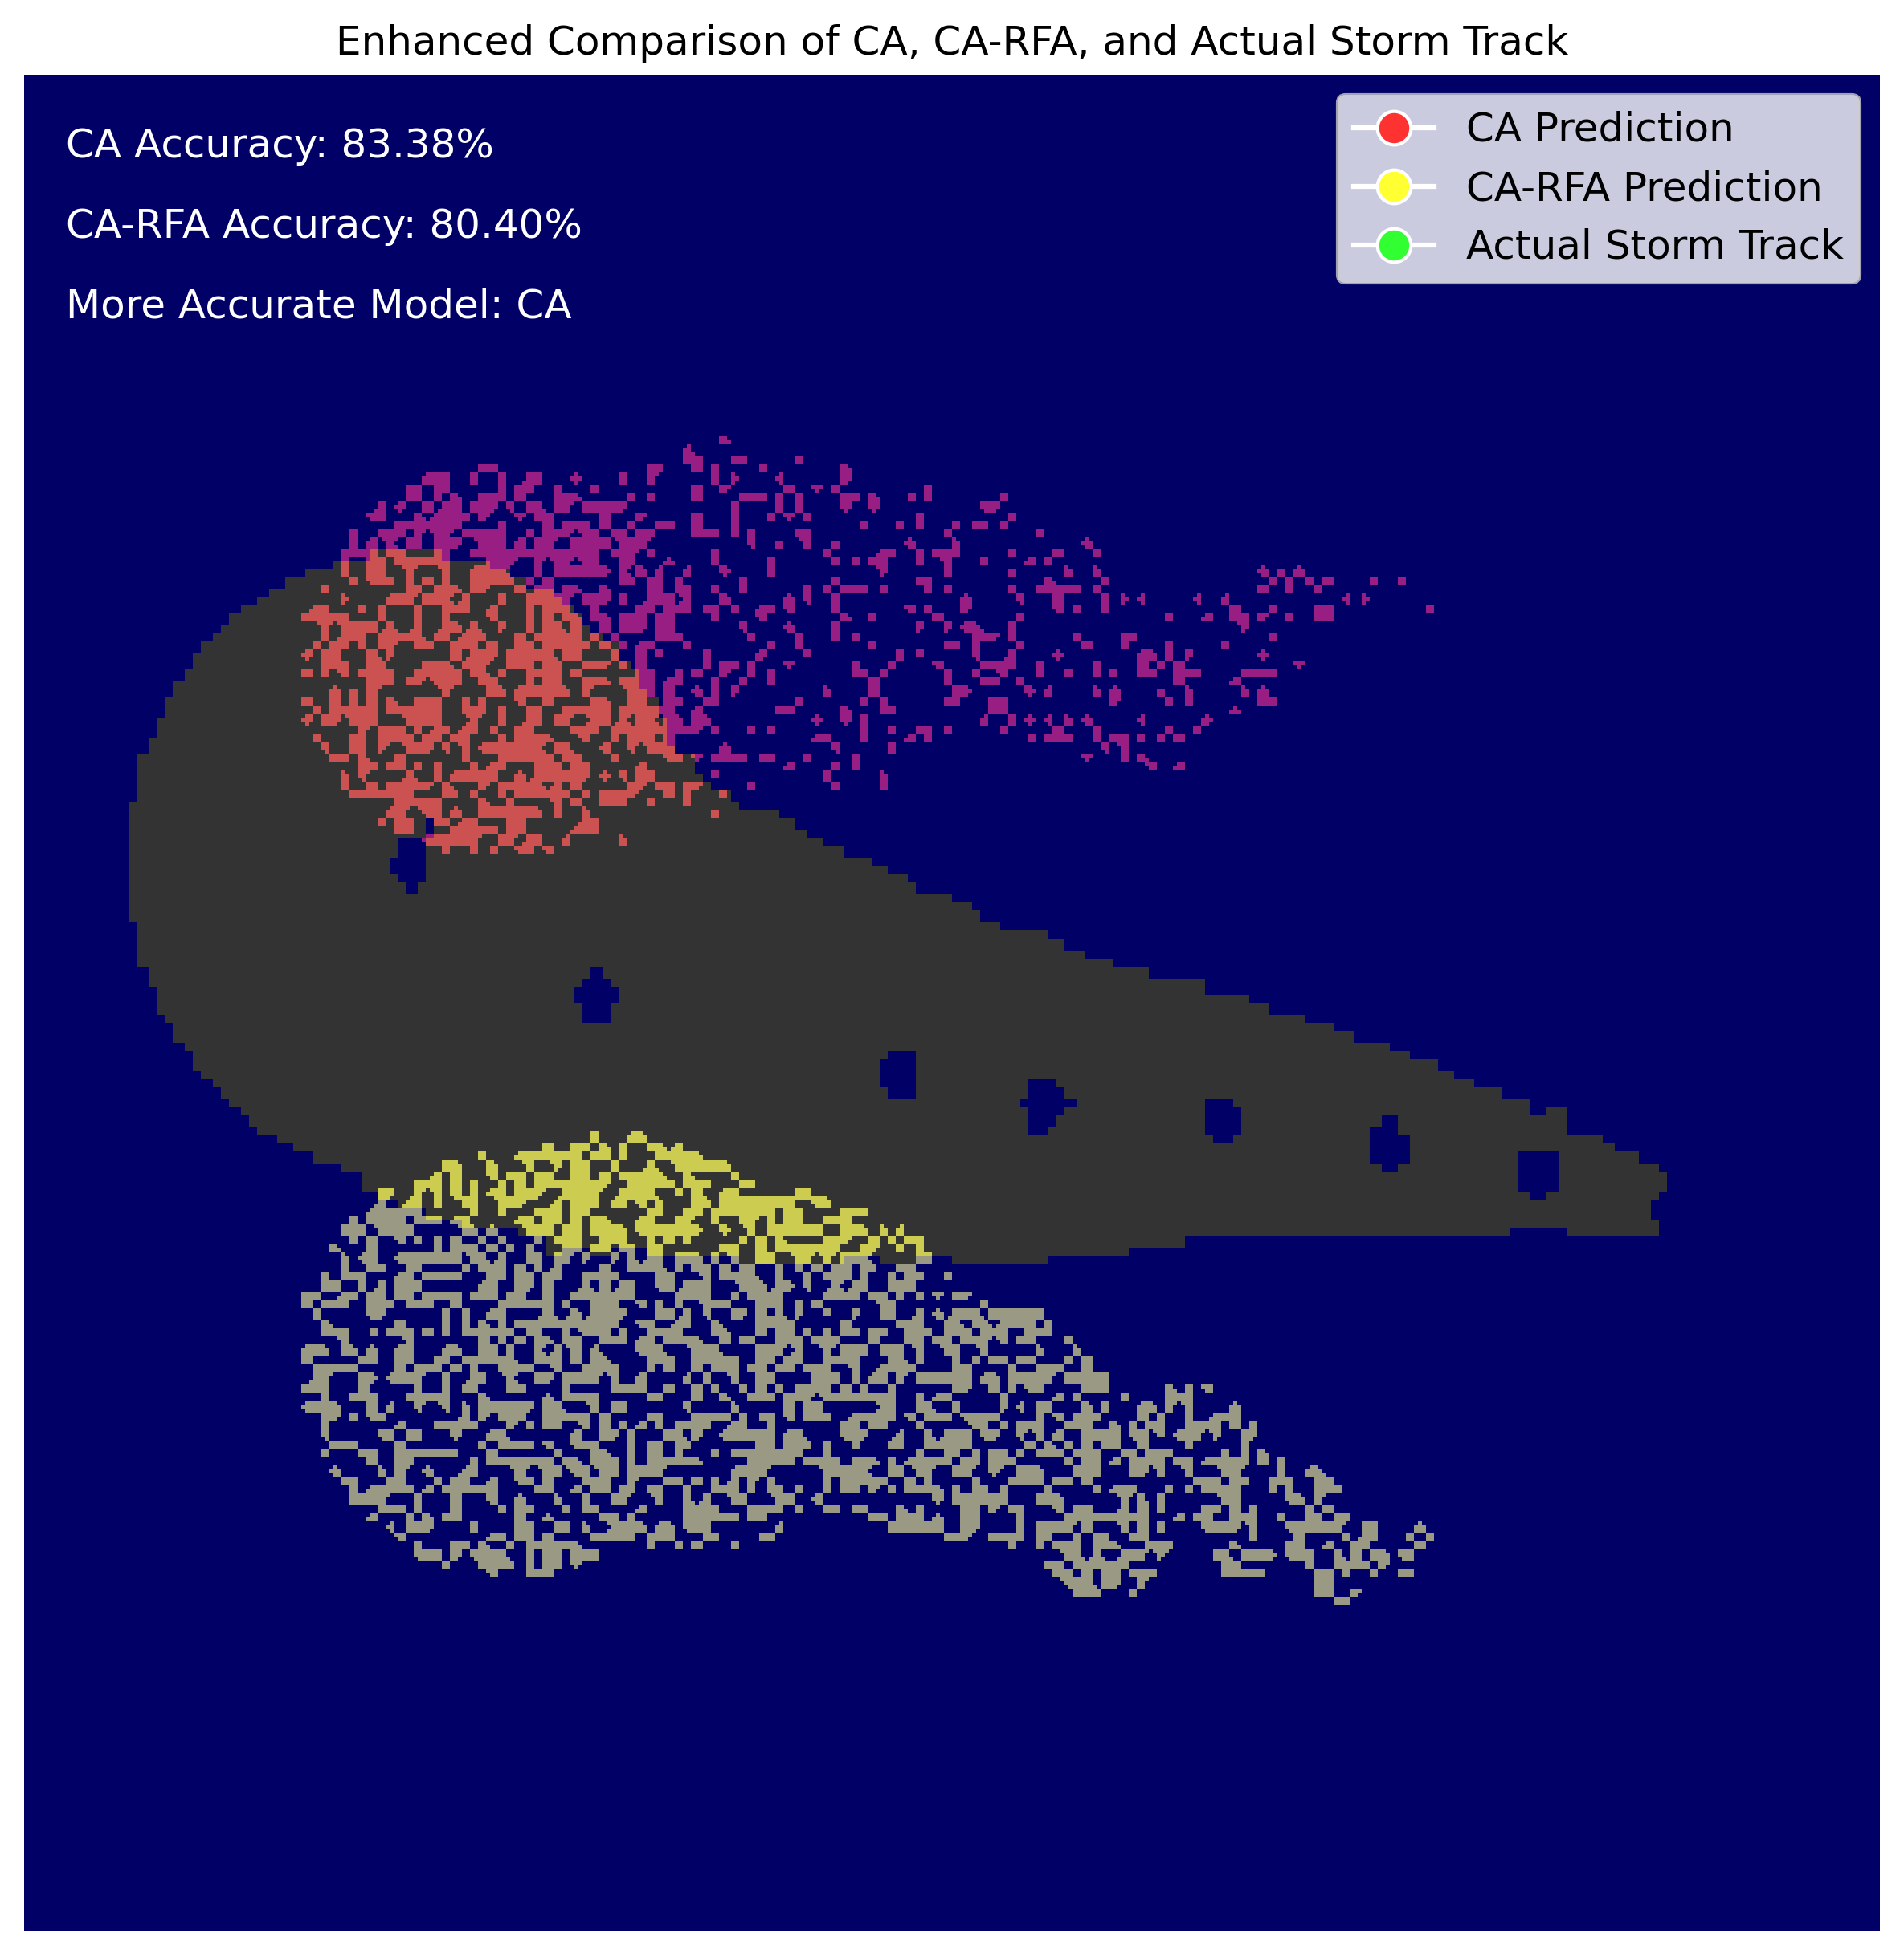 Enhanced Comparison of CA, CA-RFA, and Actual Storm Track
CA Accuracy: 83.38%
CA-RFA Accuracy: 80.40%
More Accurate Model: CA
CA Prediction
CA-RFA Prediction
Actual Storm Track